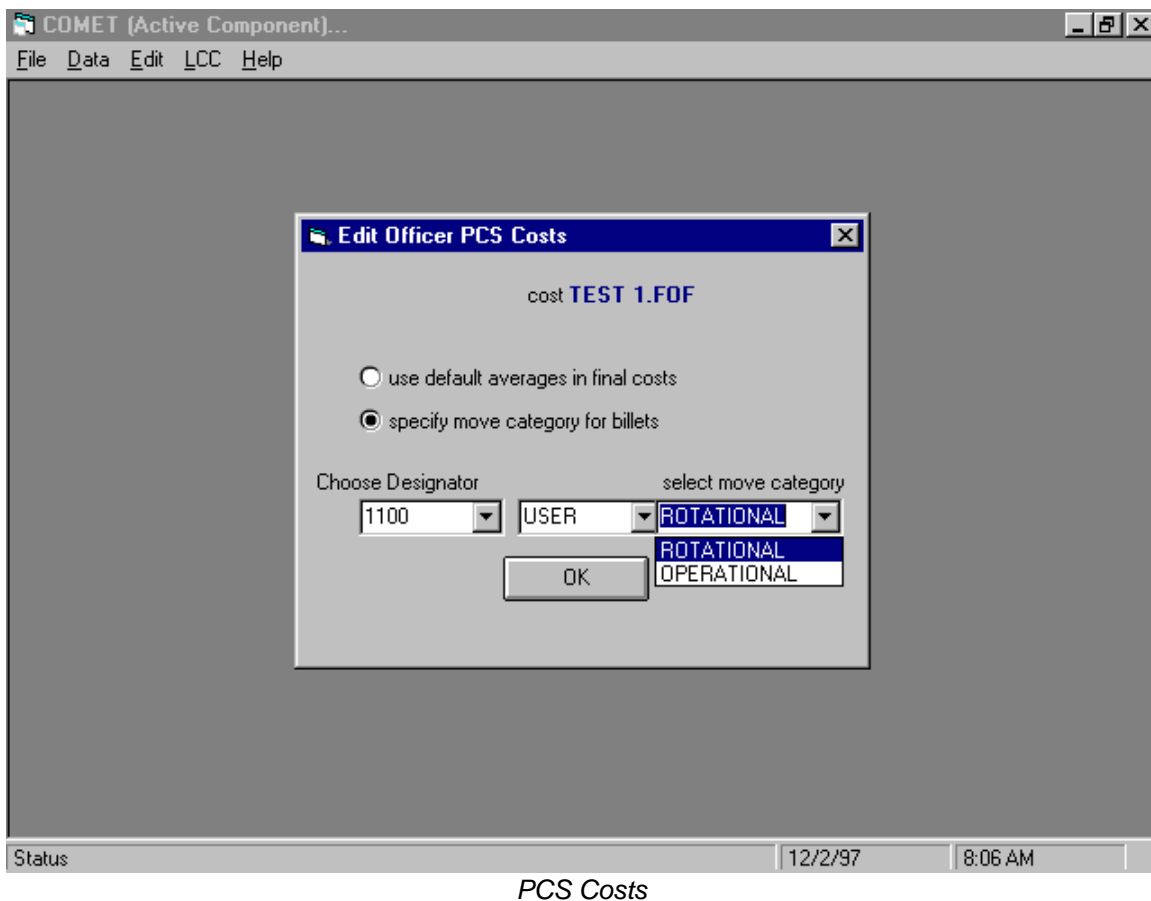 COMET (Active Component)...
File Data Edit LCC Help
Edit Officer PCS Costs
cost TEST 1.FOF
use default averages in final costs
specify move category for billets
Choose Designator select move category
1100 USER ROTATIONAL
ROTATIONAL
OPERATIONAL
OK
Status 12/2/97 8:06 AM
PCS Costs